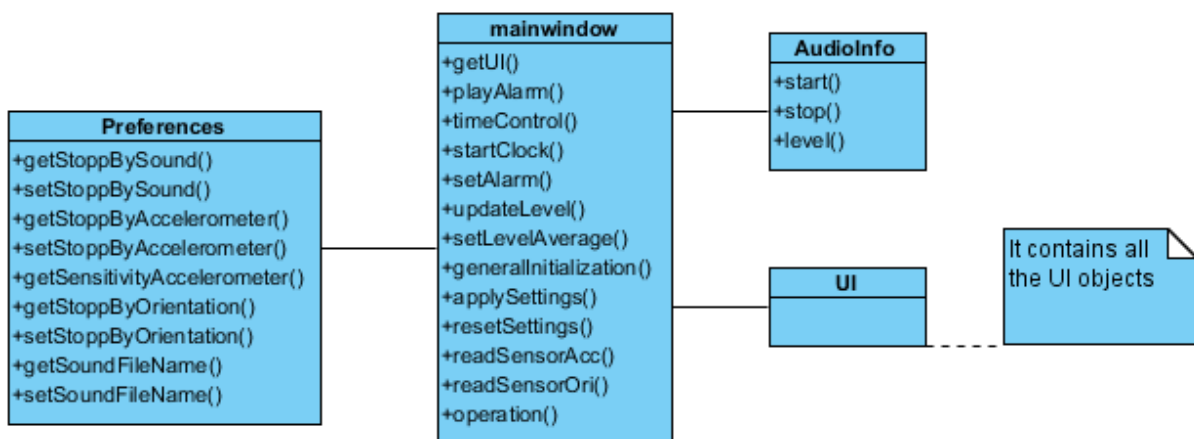 Preferences
+getStoppBySound()
+setStoppBySound()
+getStoppByAccelerometer()
+setStoppByAccelerometer()
+getSensitivityAccelerometer()
+getStoppByOrientation()
+setStoppByOrientation()
+getSoundFileName()
+setSoundFileName()
mainwindow
+getUI()
+playAlarm()
+timeControl()
+startClock()
+setAlarm()
+updateLevel()
+setLevelAverage()
+generalInitialization()
+applySettings()
+resetSettings()
+readSensorAcc()
+readSensorOri()
+operation()
AudioInfo
+start()
+stop()
+level()
UI
It contains all
the UI objects